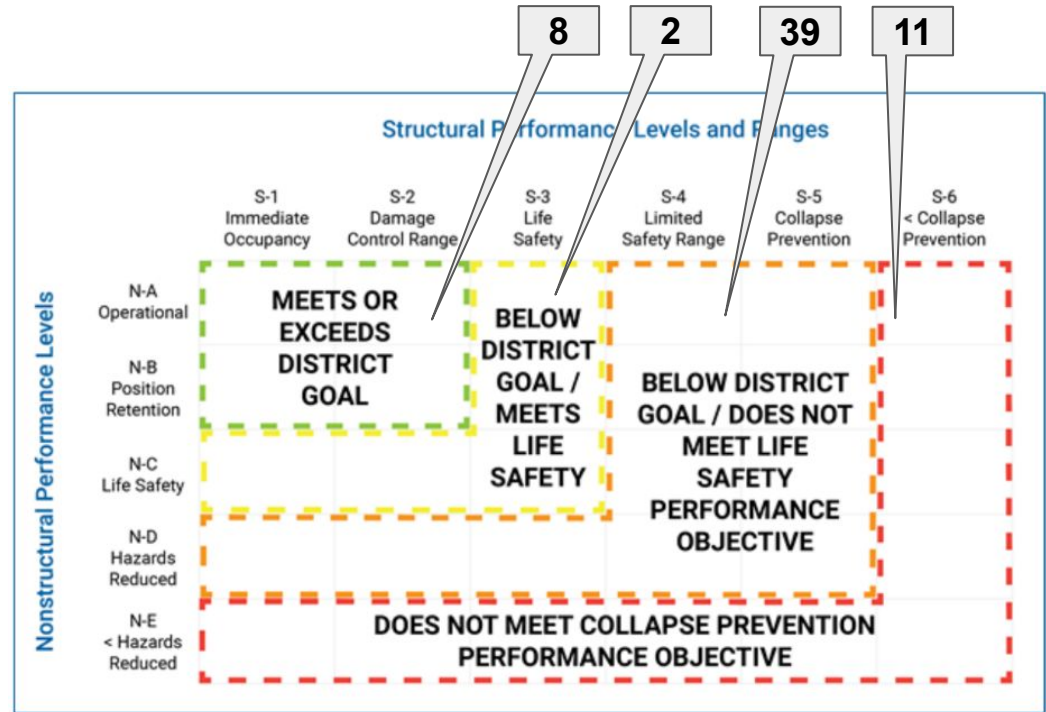 8
2
39
11
Structural Performance Levels and Ranges
S-1
Immediate
Occupancy
S-2
Damage
Control Range
S-3
Life
Safety
S-4
Limited
Safety Range
S-5
Collapse
Prevention
S-6
< Collapse
Prevention
Nonstructural Performance Levels
N-A
Operational
N-B
Position
Retention
N-C
Life Safety
N-D
Hazards
Reduced
N-E
< Hazards
Reduced
MEETS OR
EXCEEDS
DISTRICT
GOAL
BELOW
DISTRICT
GOAL /
MEETS
LIFE
SAFETY
BELOW DISTRICT
GOAL / DOES NOT
MEET LIFE
SAFETY
PERFORMANCE
OBJECTIVE
DOES NOT MEET COLLAPSE PREVENTION
PERFORMANCE OBJECTIVE